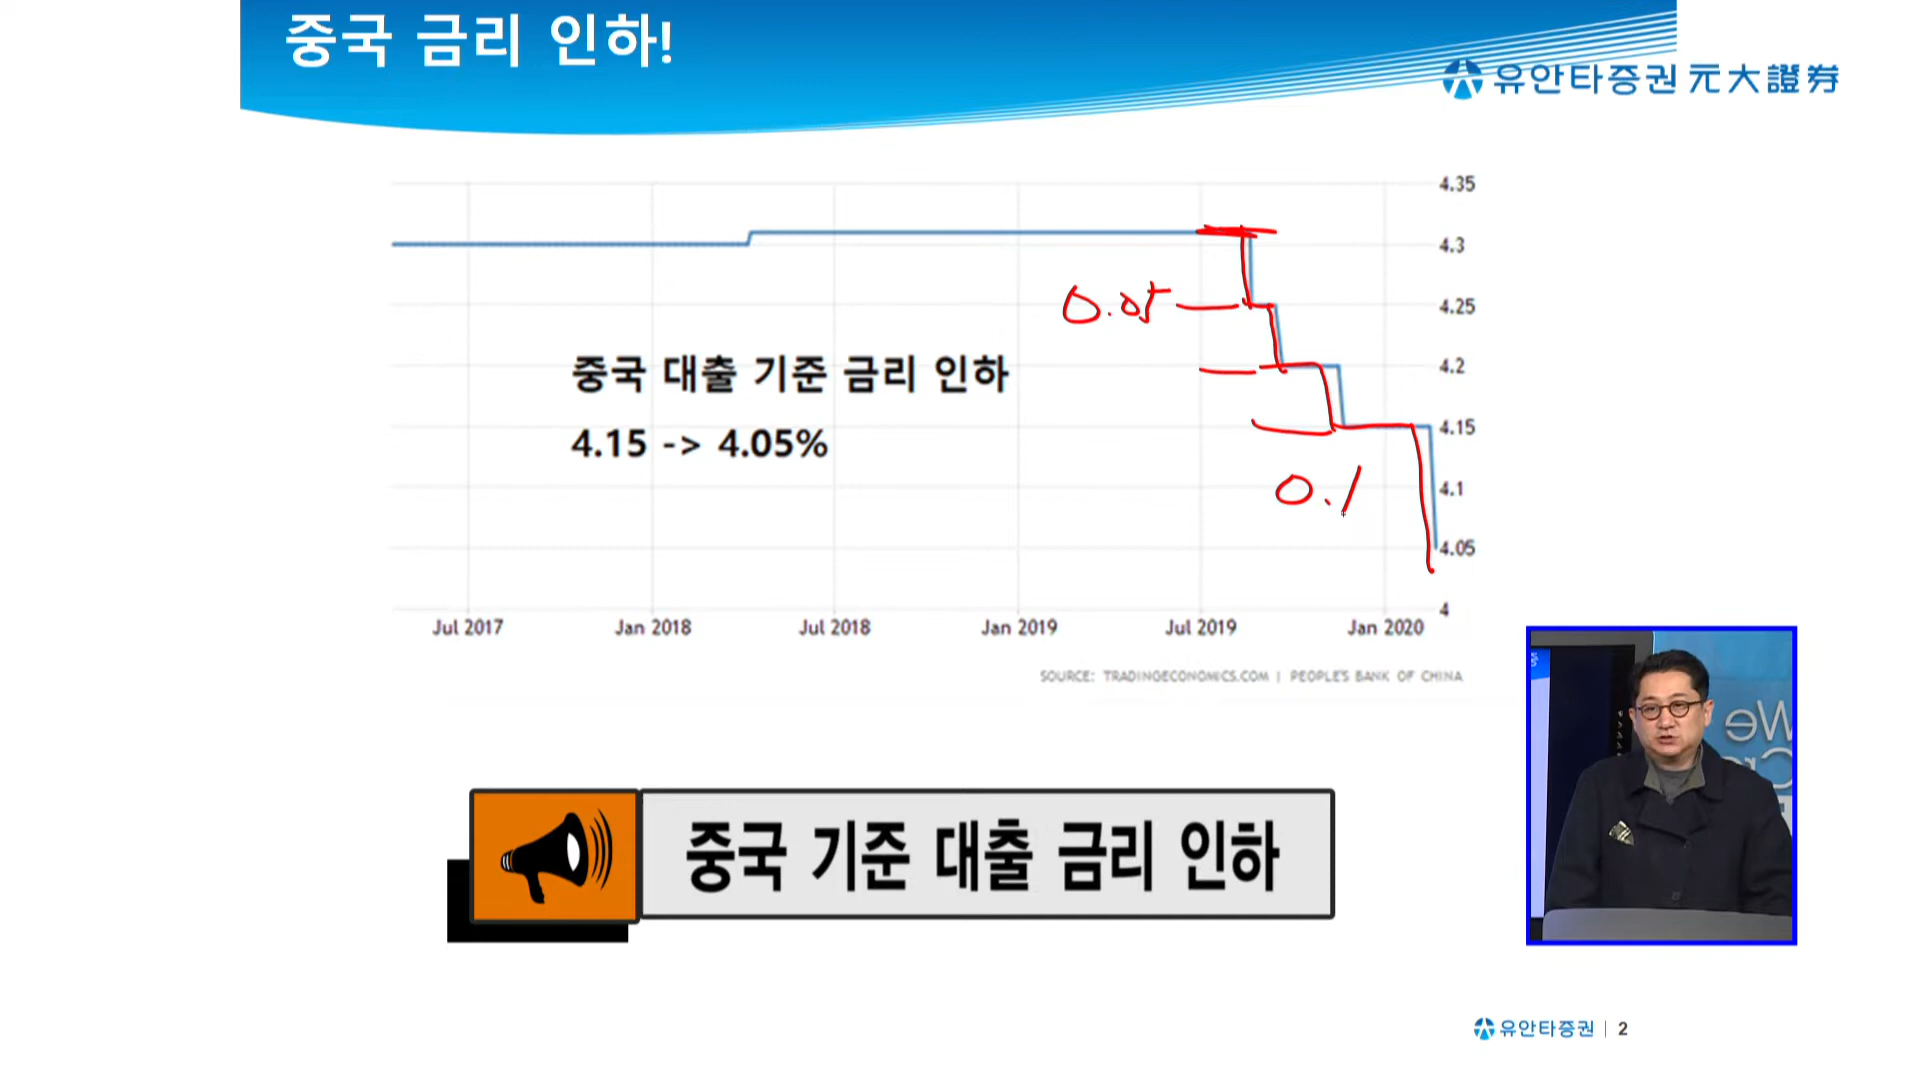 중국 금리 인하!
유안타증권 元大證券
4.35
4.3
4.25
0.05
4.2
중국 대출 기준 금리 인하
4.15 -> 4.05%
4.15
0.1
4.1
4.05
4
Jul 2017 Jan 2018 Jul 2018 Jan 2019 Jul 2019 Jan 2020
SOURCE: TRADINGECONOMICS.COM | PEOPLE'S BANK OF CHINA
We
중국 기준 대출 금리 인하
유안타증권 | 2